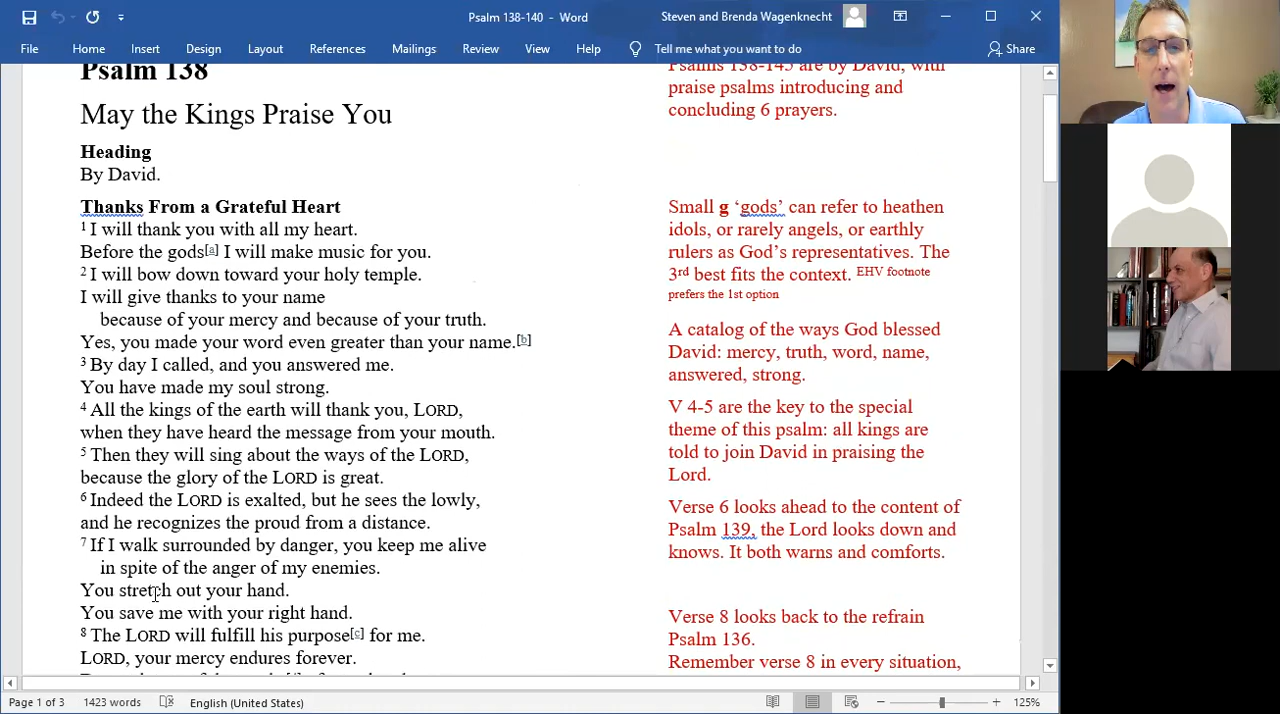 Psalm 138-140 - Word
Steven and Brenda Wagenknecht
File Home Insert Design Layout References Mailings Review View Help Tell me what you want to do Share
Psalm 138
May the Kings Praise You
Heading
By David.
Thanks From a Grateful Heart
1 I will thank you with all my heart.
Before the gods[a] I will make music for you.
2 I will bow down toward your holy temple.
I will give thanks to your name
because of your mercy and because of your truth.
Yes, you made your word even greater than your name.[b]
3 By day I called, and you answered me.
You have made my soul strong.
4 All the kings of the earth will thank you, LORD,
when they have heard the message from your mouth.
5 Then they will sing about the ways of the LORD,
because the glory of the LORD is great.
6 Indeed the LORD is exalted, but he sees the lowly,
and he recognizes the proud from a distance.
7 If I walk surrounded by danger, you keep me alive
in spite of the anger of my enemies.
You stretch out your hand.
You save me with your right hand.
8 The LORD will fulfill his purpose[c] for me.
LORD, your mercy endures forever.
Psalms 138-145 are by David, with
praise psalms introducing and
concluding 6 prayers.
Small g ‘gods’ can refer to heathen
idols, or rarely angels, or earthly
rulers as God’s representatives. The
3rd best fits the context. EHV footnote
prefers the 1st option
A catalog of the ways God blessed
David: mercy, truth, word, name,
answered, strong.
V 4-5 are the key to the special
theme of this psalm: all kings are
told to join David in praising the
Lord.
Verse 6 looks ahead to the content of
Psalm 139, the Lord looks down and
knows. It both warns and comforts.
Verse 8 looks back to the refrain
Psalm 136.
Remember verse 8 in every situation,
Page 1 of 3 1423 words English (United States) 125%